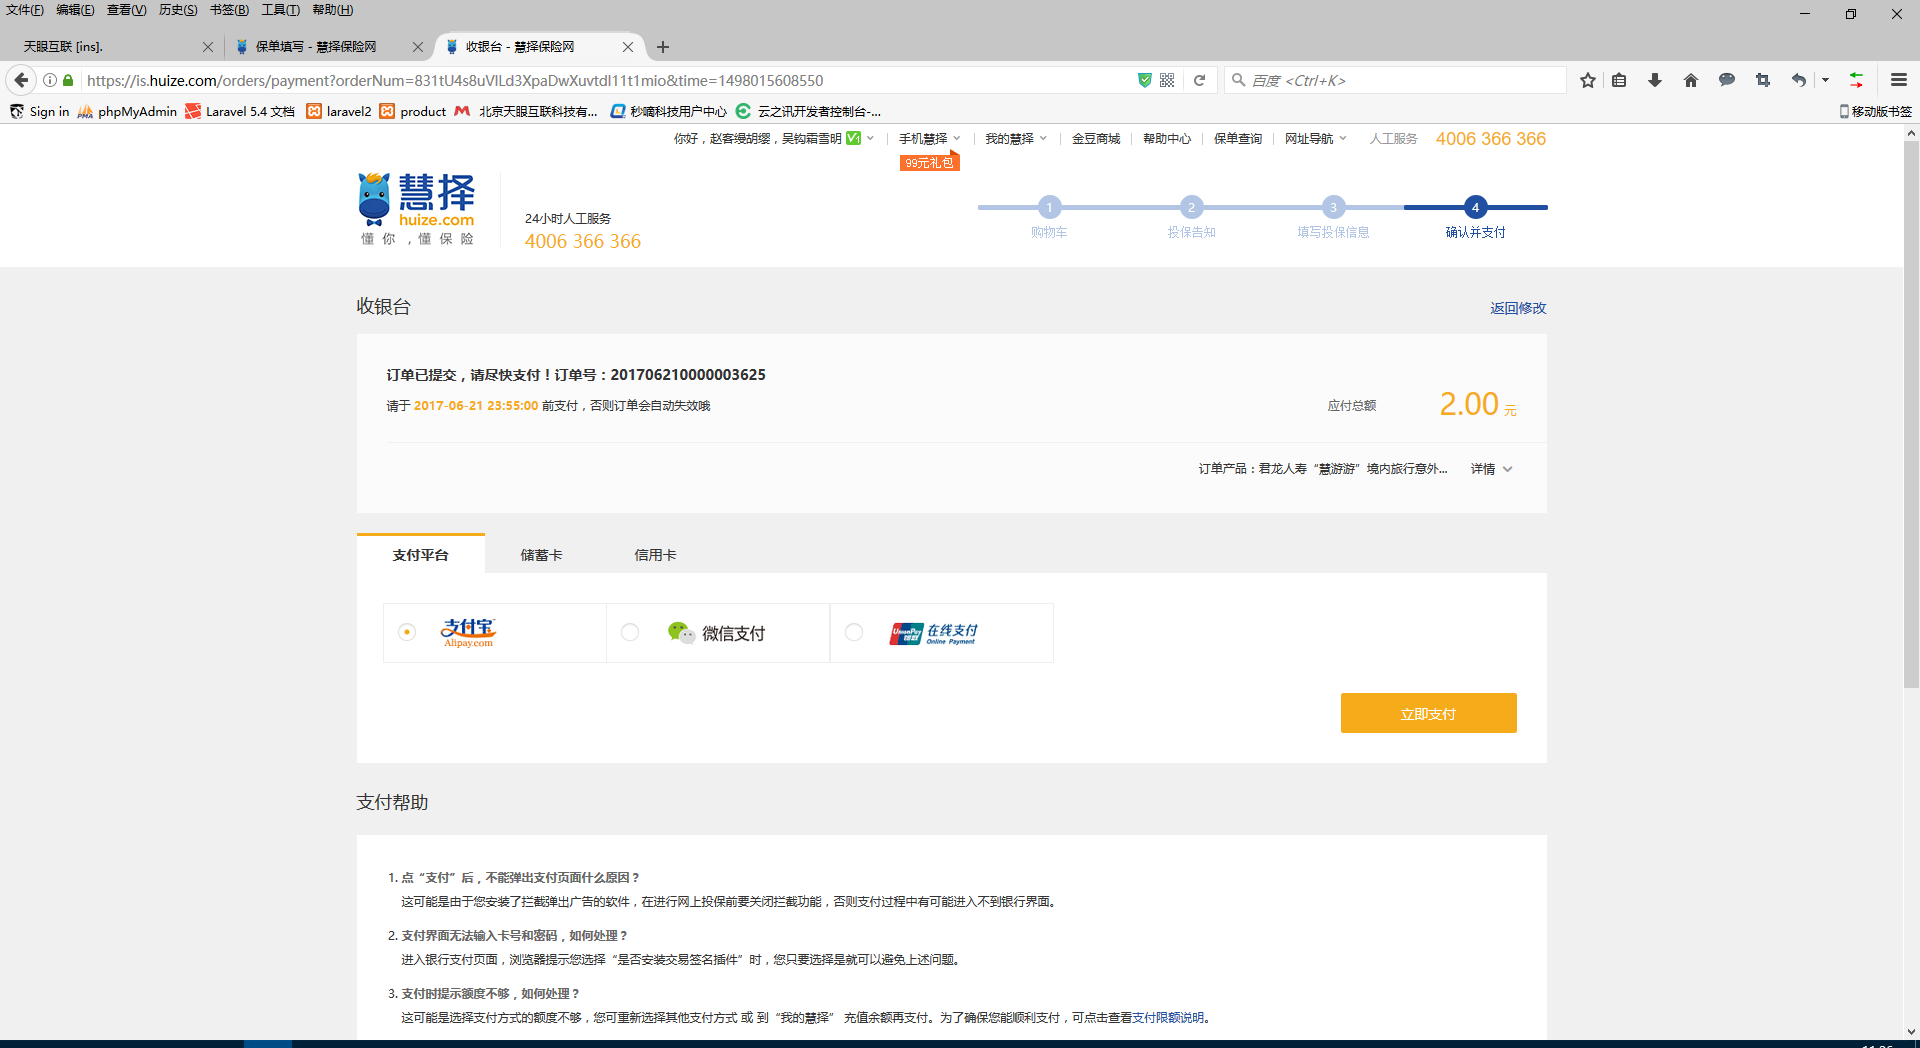 文件(F) 编辑(E) 查看(V) 历史(S) 书签(B) 工具(T) 帮助(H)
天眼互联 [ins].
保单填写 - 慧择保险网
收银台 - 慧择保险网
https://is.huize.com/orders/payment?orderNum=831tU4s8uVlLd3XpaDwXuvtdl11t1mio&time=1498015608550
百度 <Ctrl+K>
Sign in phpMyAdmin Laravel 5.4 文档 laravel2 product 北京天眼互联科技有... 秒嘀科技用户中心 云之讯开发者控制台-... 移动版书签
你好，赵客缦胡缨，吴钩霜雪明 V1 手机慧择 我的慧择 金豆商城 帮助中心 保单查询 网址导航 人工服务 4006 366 366
99元礼包
慧择
huize.com
懂你，懂保险
24小时人工服务
4006 366 366
1 2 3 4
购物车 投保告知 填写投保信息 确认并支付
收银台
返回修改
订单已提交，请尽快支付！订单号：201706210000003625
请于 2017-06-21 23:55:00 前支付，否则订单会自动失效哦
应付总额 2.00 元
订单产品：君龙人寿“慧游游”境内旅行意外... 详情
支付平台 储蓄卡 信用卡
支付宝
Alipay.com
微信支付
UnionPay 银联 在线支付
Online Payment
立即支付
支付帮助
1. 点“支付”后，不能弹出支付页面什么原因？
这可能是由于您安装了拦截弹出广告的软件，在进行网上投保前要关闭拦截功能，否则支付过程中有可能进入不到银行界面。
2. 支付界面无法输入卡号和密码，如何处理？
进入银行支付页面，浏览器提示您选择“是否安装交易签名插件”时，您只要选择是就可以避免上述问题。
3. 支付时提示额度不够，如何处理？
这可能是选择支付方式的额度不够，您可重新选择其他支付方式 或 到“我的慧择” 充值余额再支付。为了确保您能顺利支付，可点击查看支付限额说明。